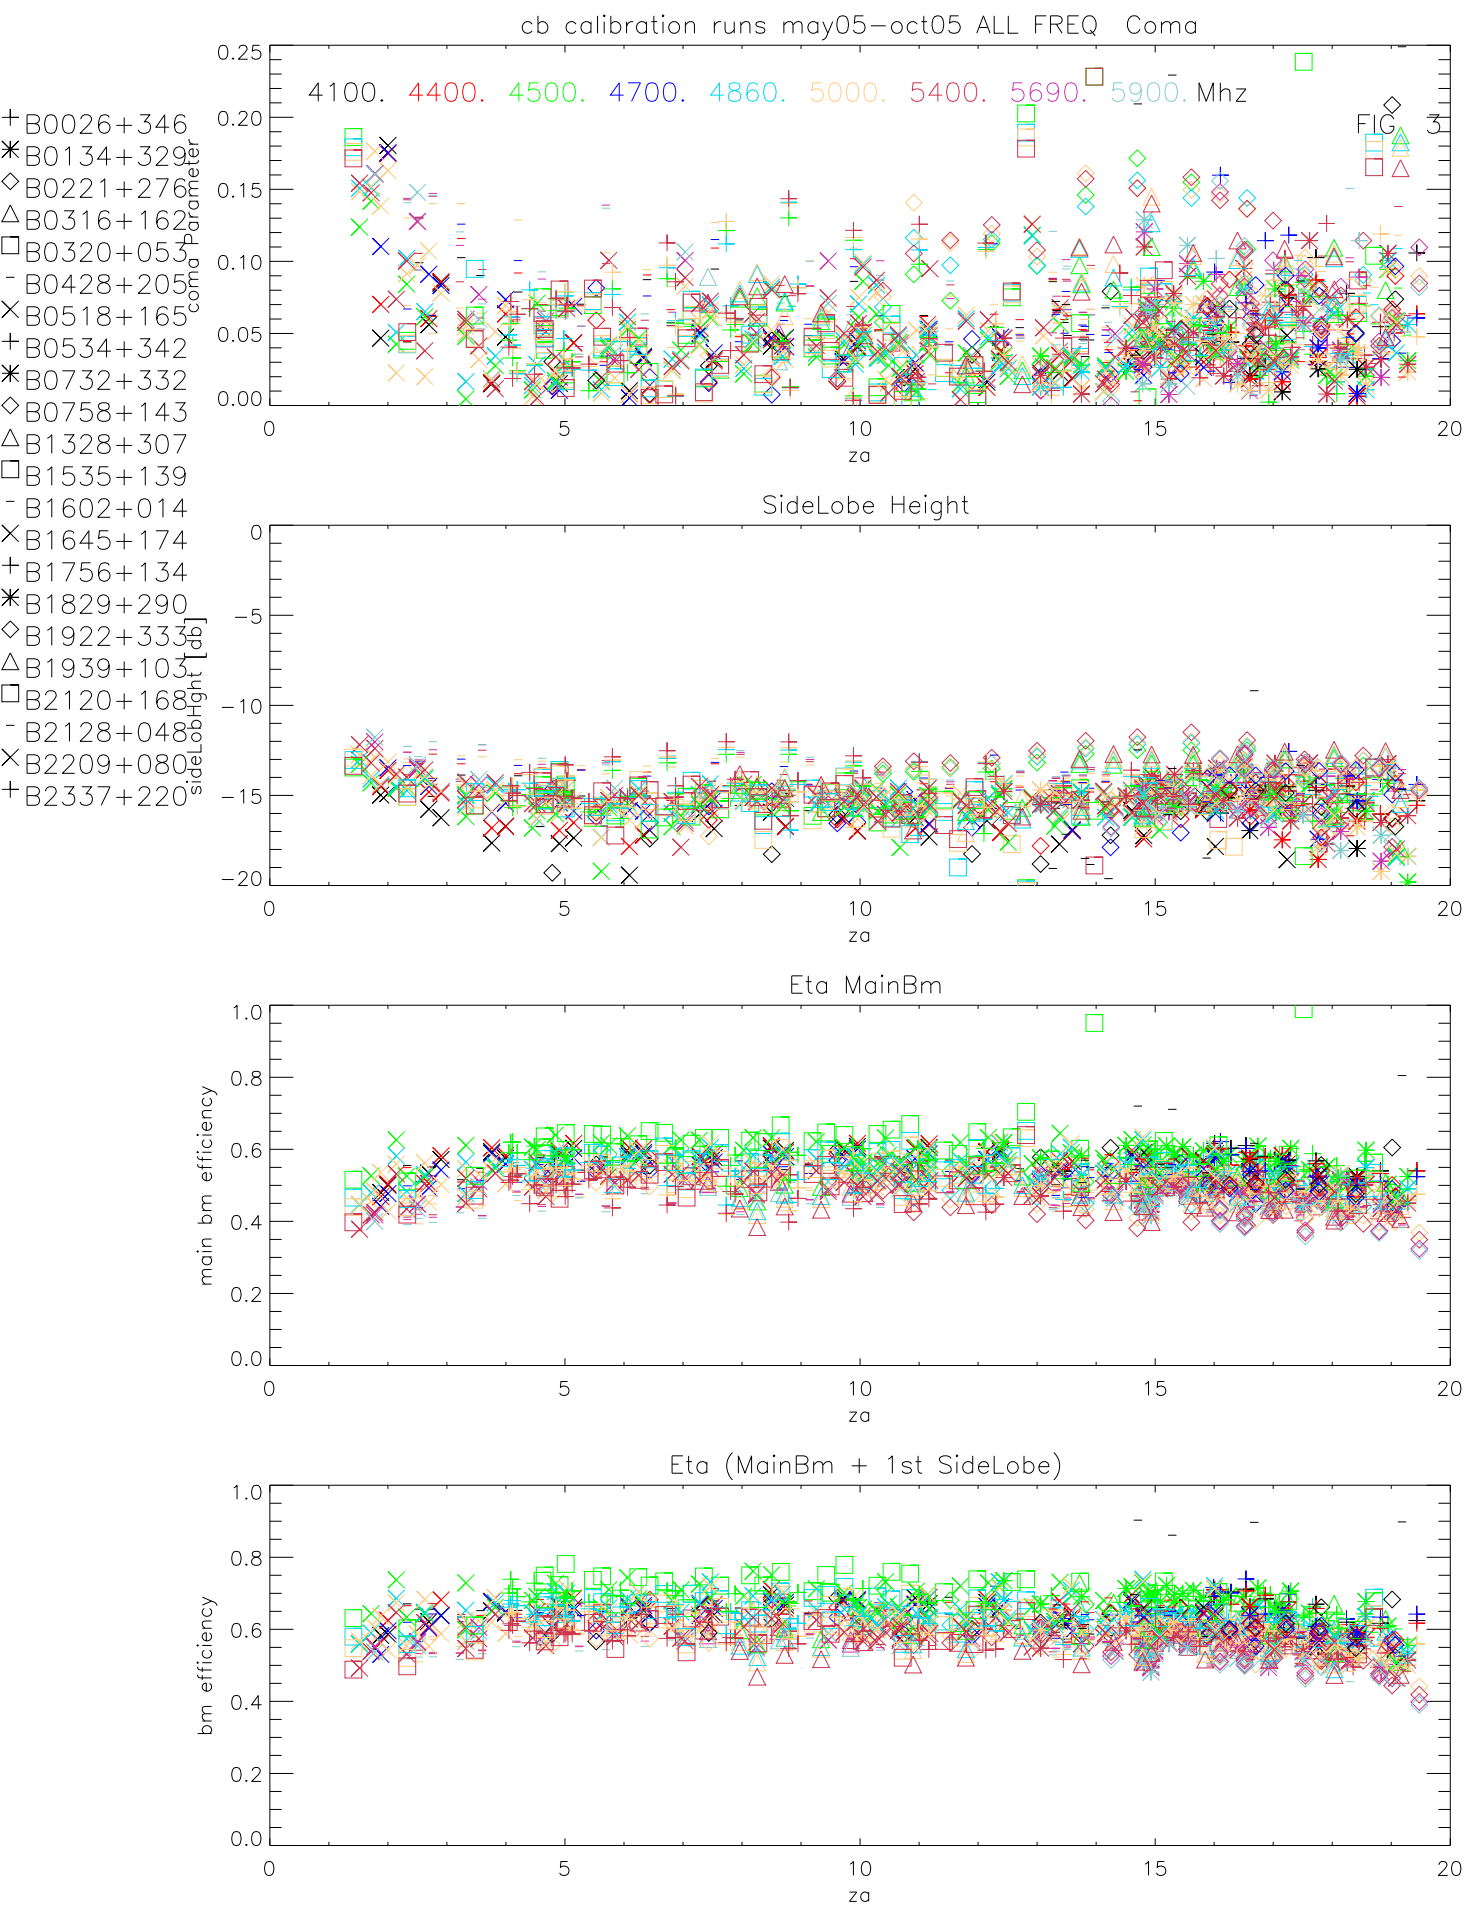 cb calibration runs may05-oct05 ALL FREQ Coma
4100. 4400. 4500. 4700. 4860. 5000. 5400. 5690. 5900. Mhz
FIG 3
B0026+346
B0134+329
B0221+276
B0316+162
B0320+053
B0428+205
B0518+165
B0534+342
B0732+332
B0758+143
B1328+307
B1535+139
B1602+014
B1645+174
B1756+134
B1829+290
B1922+333
B1939+103
B2120+168
B2128+048
B2209+080
B2337+220
coma Parameter
0.25
0.20
0.15
0.10
0.05
0.00
0 5 10 15 20
za
SideLobe Height
sideLobHght [db]
0
-5
-10
-15
-20
0 5 10 15 20
za
Eta MainBm
main bm efficiency
1.0
0.8
0.6
0.4
0.2
0.0
0 5 10 15 20
za
Eta (MainBm + 1st SideLobe)
bm efficiency
1.0
0.8
0.6
0.4
0.2
0.0
0 5 10 15 20
za